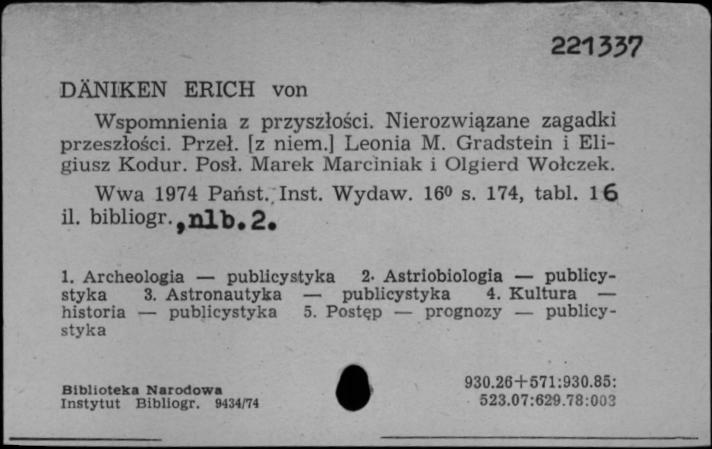 221337
DÄNIKEN ERICH von
Wspomnienia z przyszłości. Nierozwiązane zagadki
przeszłości. Przeł. [z niem.] Leonia M. Gradstein i Eli-
giusz Kodur. Posł. Marek Marciniak i Olgierd Wołczek.
Wwa 1974 Państ. Inst. Wydaw. 16⁰ s. 174, tabl. 16
il. bibliogr., nlb. 2.
1. Archeologia — publicystyka 2. Astriobiologia — publicy-
styka 3. Astronautyka — publicystyka 4. Kultura —
historia — publicystyka 5. Postęp — prognozy — publicy-
styka
930.26+571:930.85:
Biblioteka Narodowa
Instytut Bibliogr. 9434/74
523.07:629.78:003